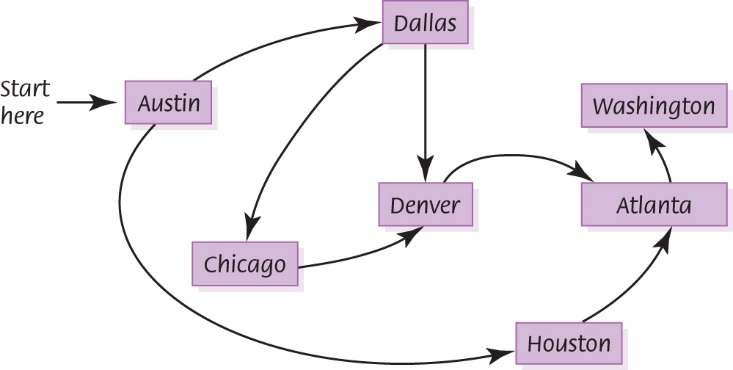 Dallas
Start
here
Austin
Washington
Denver
Atlanta
Chicago
Houston